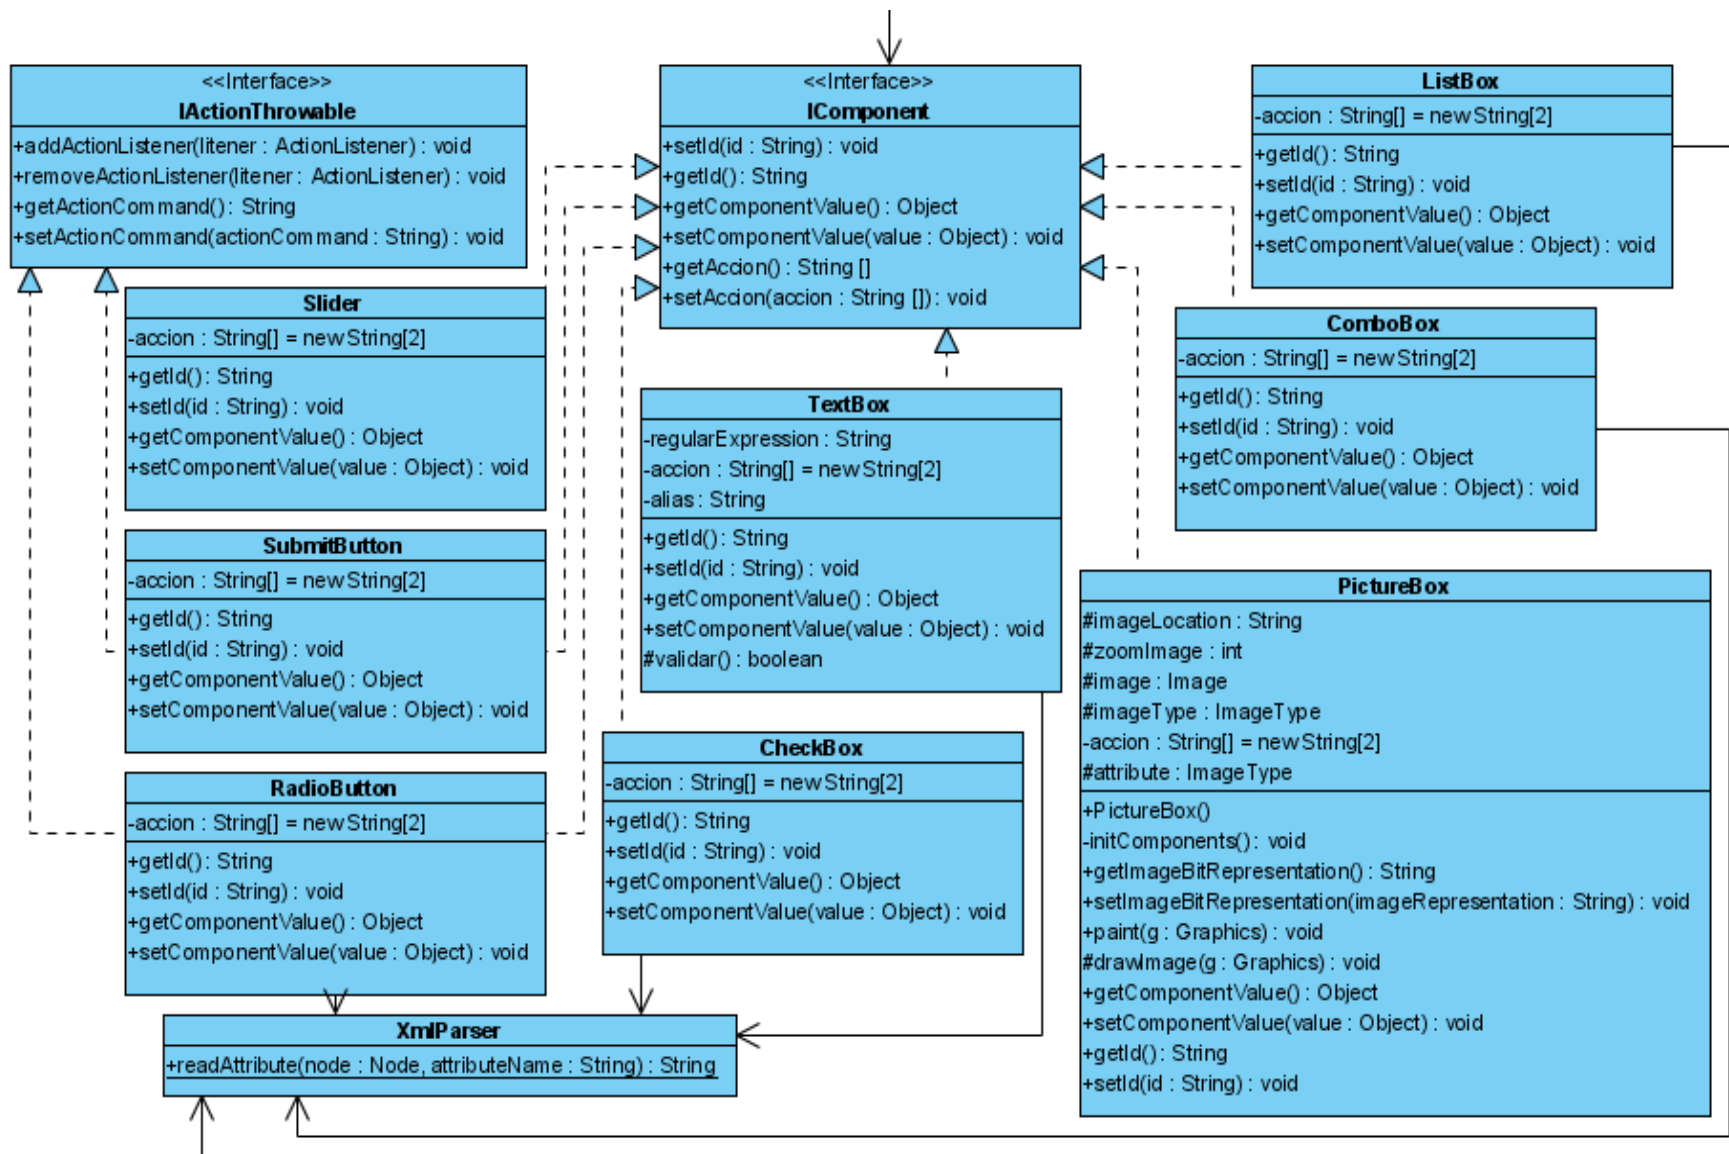 <<Interface>>
IActionThrowable
+addActionListener(litener : ActionListener) : void
+removeActionListener(litener : ActionListener) : void
+getActionCommand() : String
+setActionCommand(actionCommand : String) : void
<<Interface>>
IComponent
+setId(id : String) : void
+getId() : String
+getComponentValue() : Object
+setComponentValue(value : Object) : void
+getAccion() : String []
+setAccion(accion : String []) : void
ListBox
-accion : String[] = new String[2]
+getId() : String
+setId(id : String) : void
+getComponentValue() : Object
+setComponentValue(value : Object) : void
Slider
-accion : String[] = new String[2]
+getId() : String
+setId(id : String) : void
+getComponentValue() : Object
+setComponentValue(value : Object) : void
ComboBox
-accion : String[] = new String[2]
+getId() : String
+setId(id : String) : void
+getComponentValue() : Object
+setComponentValue(value : Object) : void
TextBox
-regularExpression : String
-accion : String[] = new String[2]
-alias : String
+getId() : String
+setId(id : String) : void
+getComponentValue() : Object
+setComponentValue(value : Object) : void
#validar() : boolean
SubmitButton
-accion : String[] = new String[2]
+getId() : String
+setId(id : String) : void
+getComponentValue() : Object
+setComponentValue(value : Object) : void
PictureBox
#imageLocation : String
#zoomImage : int
#image : Image
#imageType : ImageType
-accion : String[] = new String[2]
#attribute : ImageType
+PictureBox()
-initComponents() : void
+getImageBitRepresentation() : String
+setImageBitRepresentation(imageRepresentation : String) : void
+paint(g : Graphics) : void
#drawImage(g : Graphics) : void
+getComponentValue() : Object
+setComponentValue(value : Object) : void
+getId() : String
+setId(id : String) : void
CheckBox
-accion : String[] = new String[2]
+getId() : String
+setId(id : String) : void
+getComponentValue() : Object
+setComponentValue(value : Object) : void
RadioButton
-accion : String[] = new String[2]
+getId() : String
+setId(id : String) : void
+getComponentValue() : Object
+setComponentValue(value : Object) : void
XmlParser
+readAttribute(node : Node, attributeName : String) : String